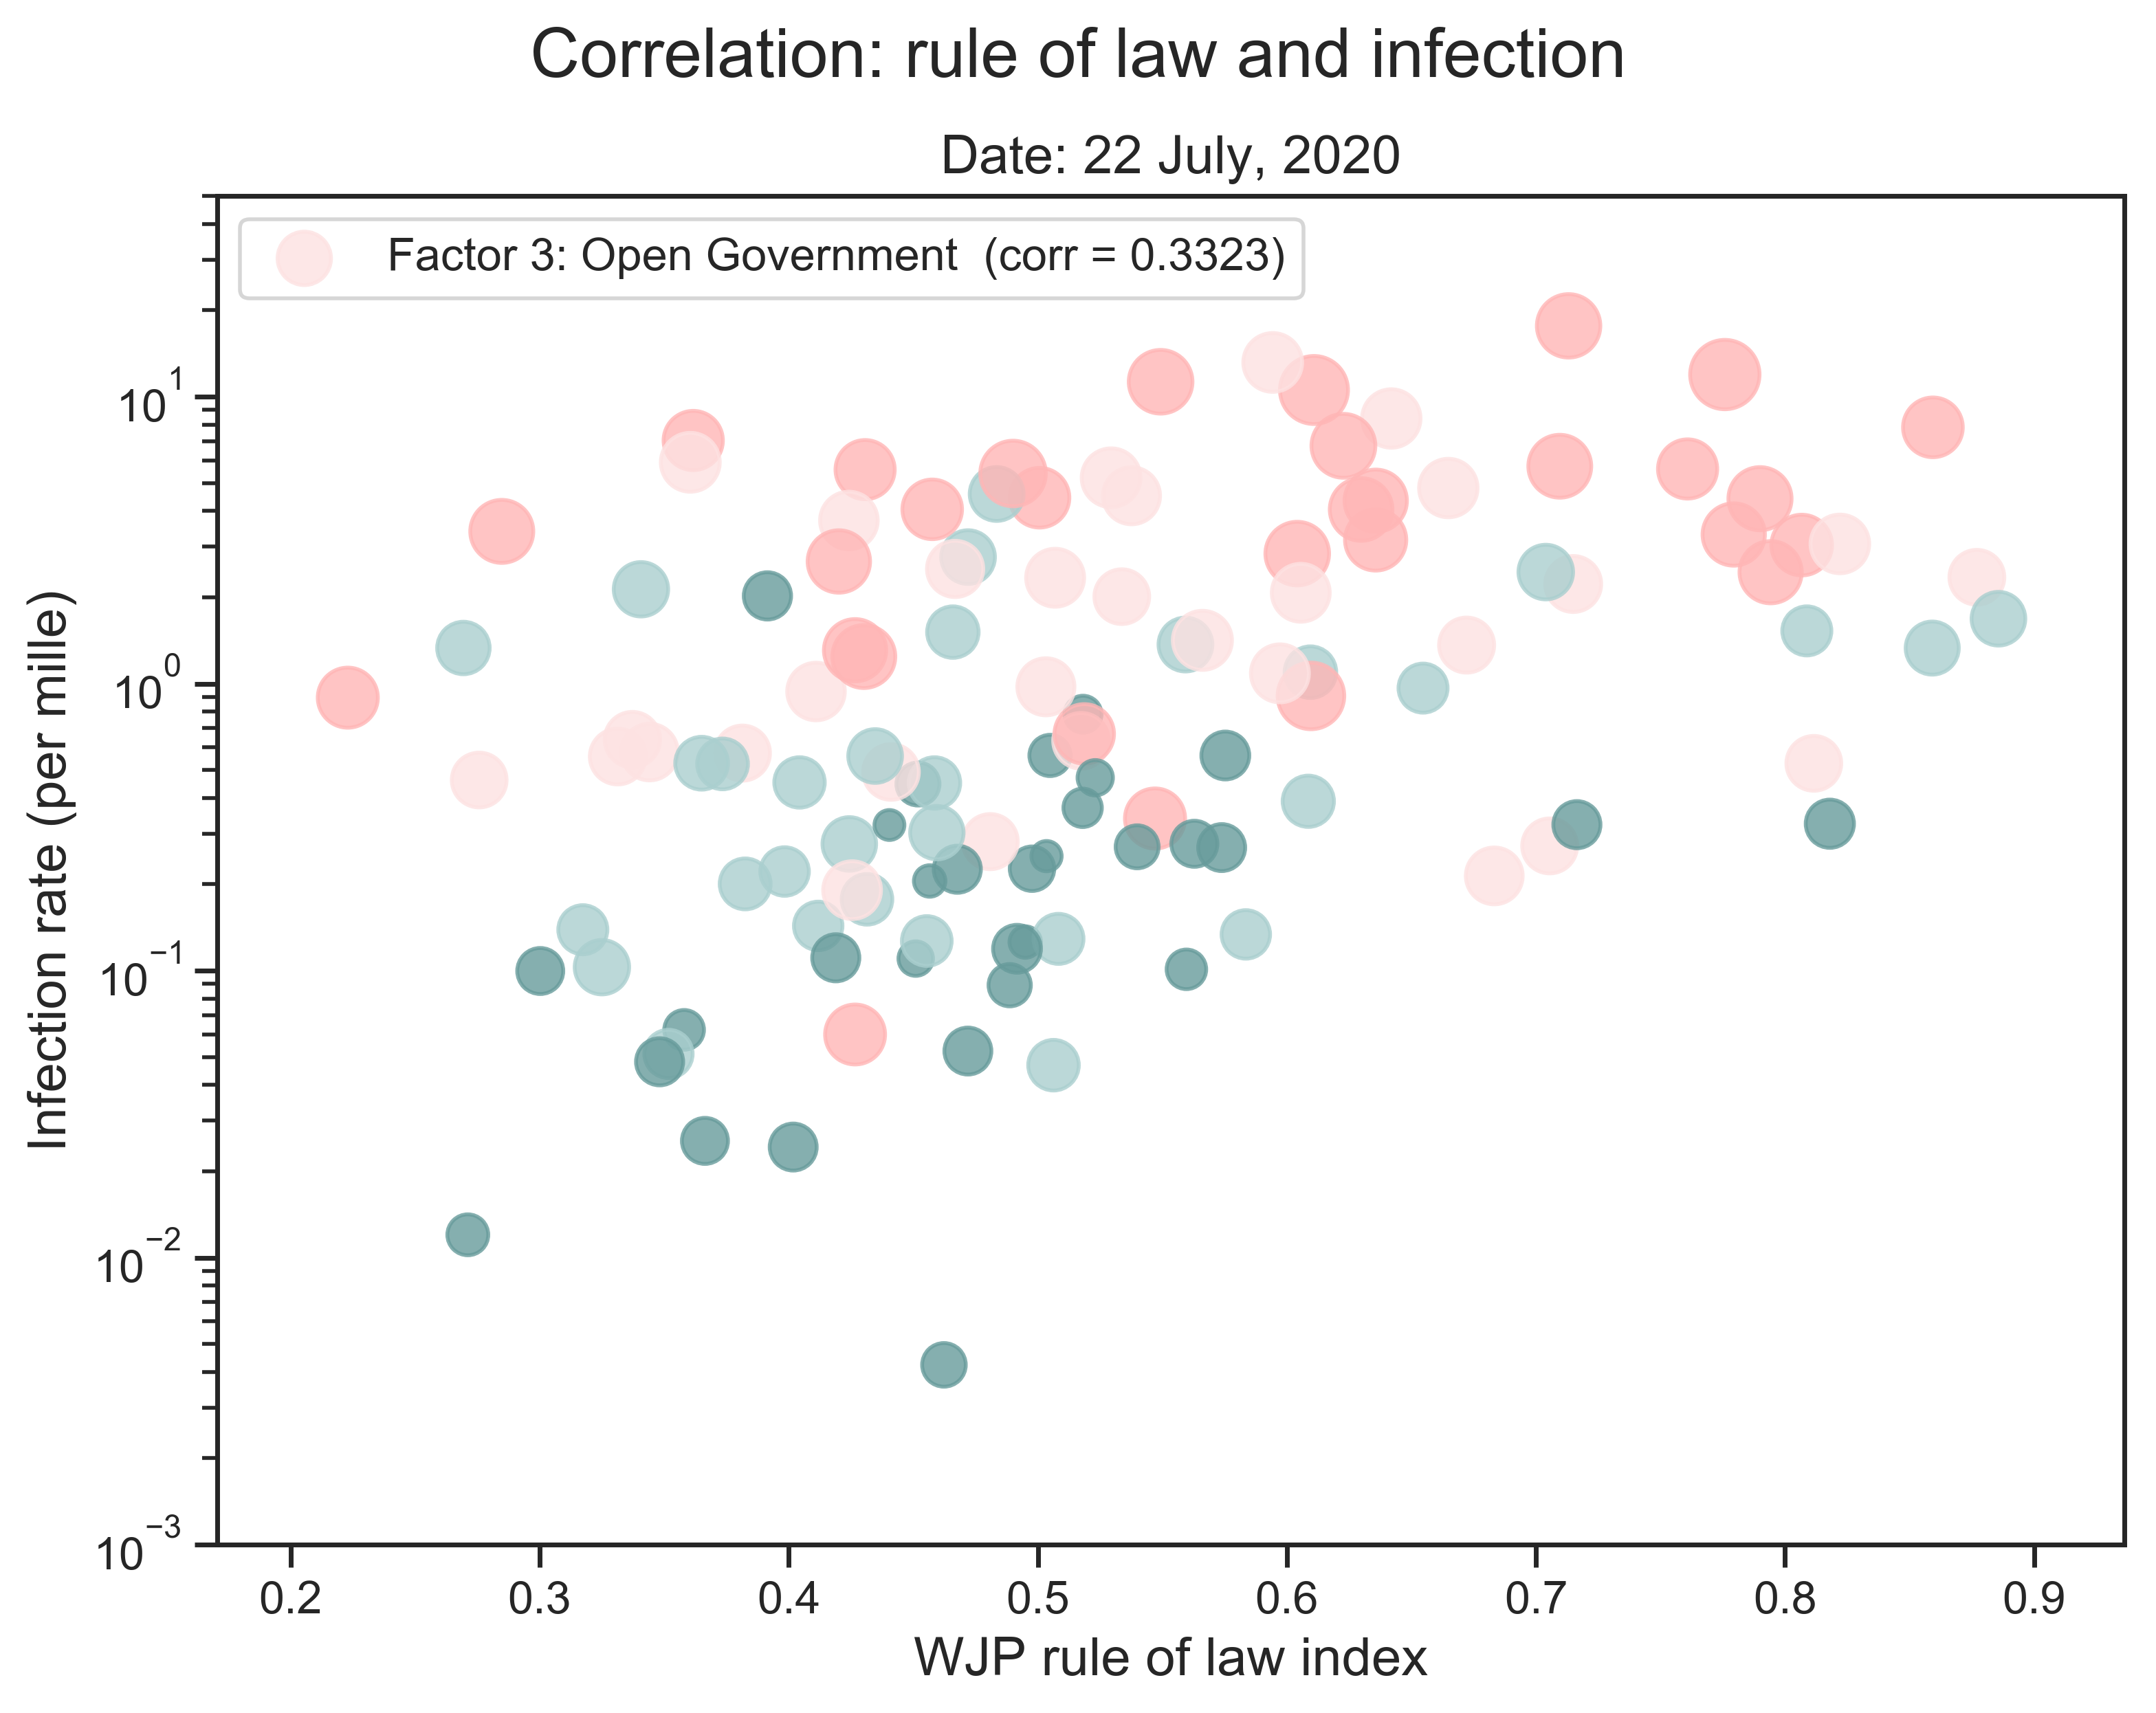 Correlation: rule of law and infection
Date: 22 July, 2020
Factor 3: Open Government  (corr = 0.3323)
Infection rate (per mille)
10^1
10^0
10^−1
10^−2
10^−3
0.2 0.3 0.4 0.5 0.6 0.7 0.8 0.9
WJP rule of law index